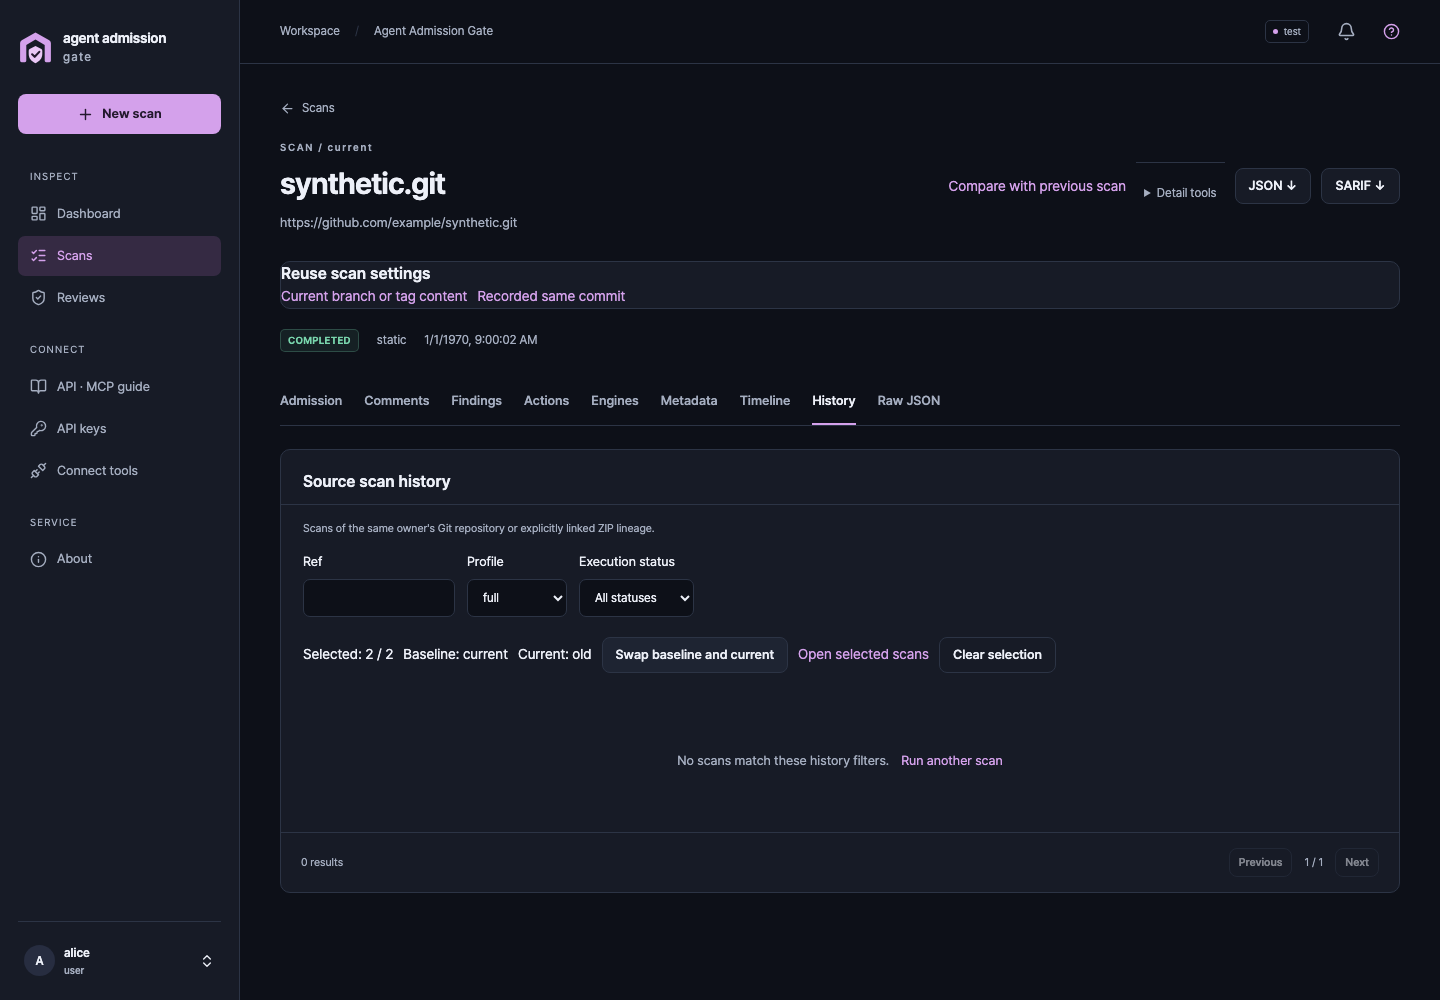 agent admission
gate
New scan
INSPECT
Dashboard
Scans
Reviews
CONNECT
API · MCP guide
API keys
Connect tools
SERVICE
About
A
alice
user
Workspace / Agent Admission Gate
test
← Scans
SCAN / current
synthetic.git
https://github.com/example/synthetic.git
Compare with previous scan
▶ Detail tools
JSON ↓
SARIF ↓
Reuse scan settings
Current branch or tag content Recorded same commit
COMPLETED static 1/1/1970, 9:00:02 AM
Admission Comments Findings Actions Engines Metadata Timeline History Raw JSON
Source scan history
Scans of the same owner's Git repository or explicitly linked ZIP lineage.
Ref Profile Execution status
full All statuses
Selected: 2 / 2 Baseline: current Current: old Swap baseline and current Open selected scans Clear selection
No scans match these history filters. Run another scan
0 results Previous 1 / 1 Next